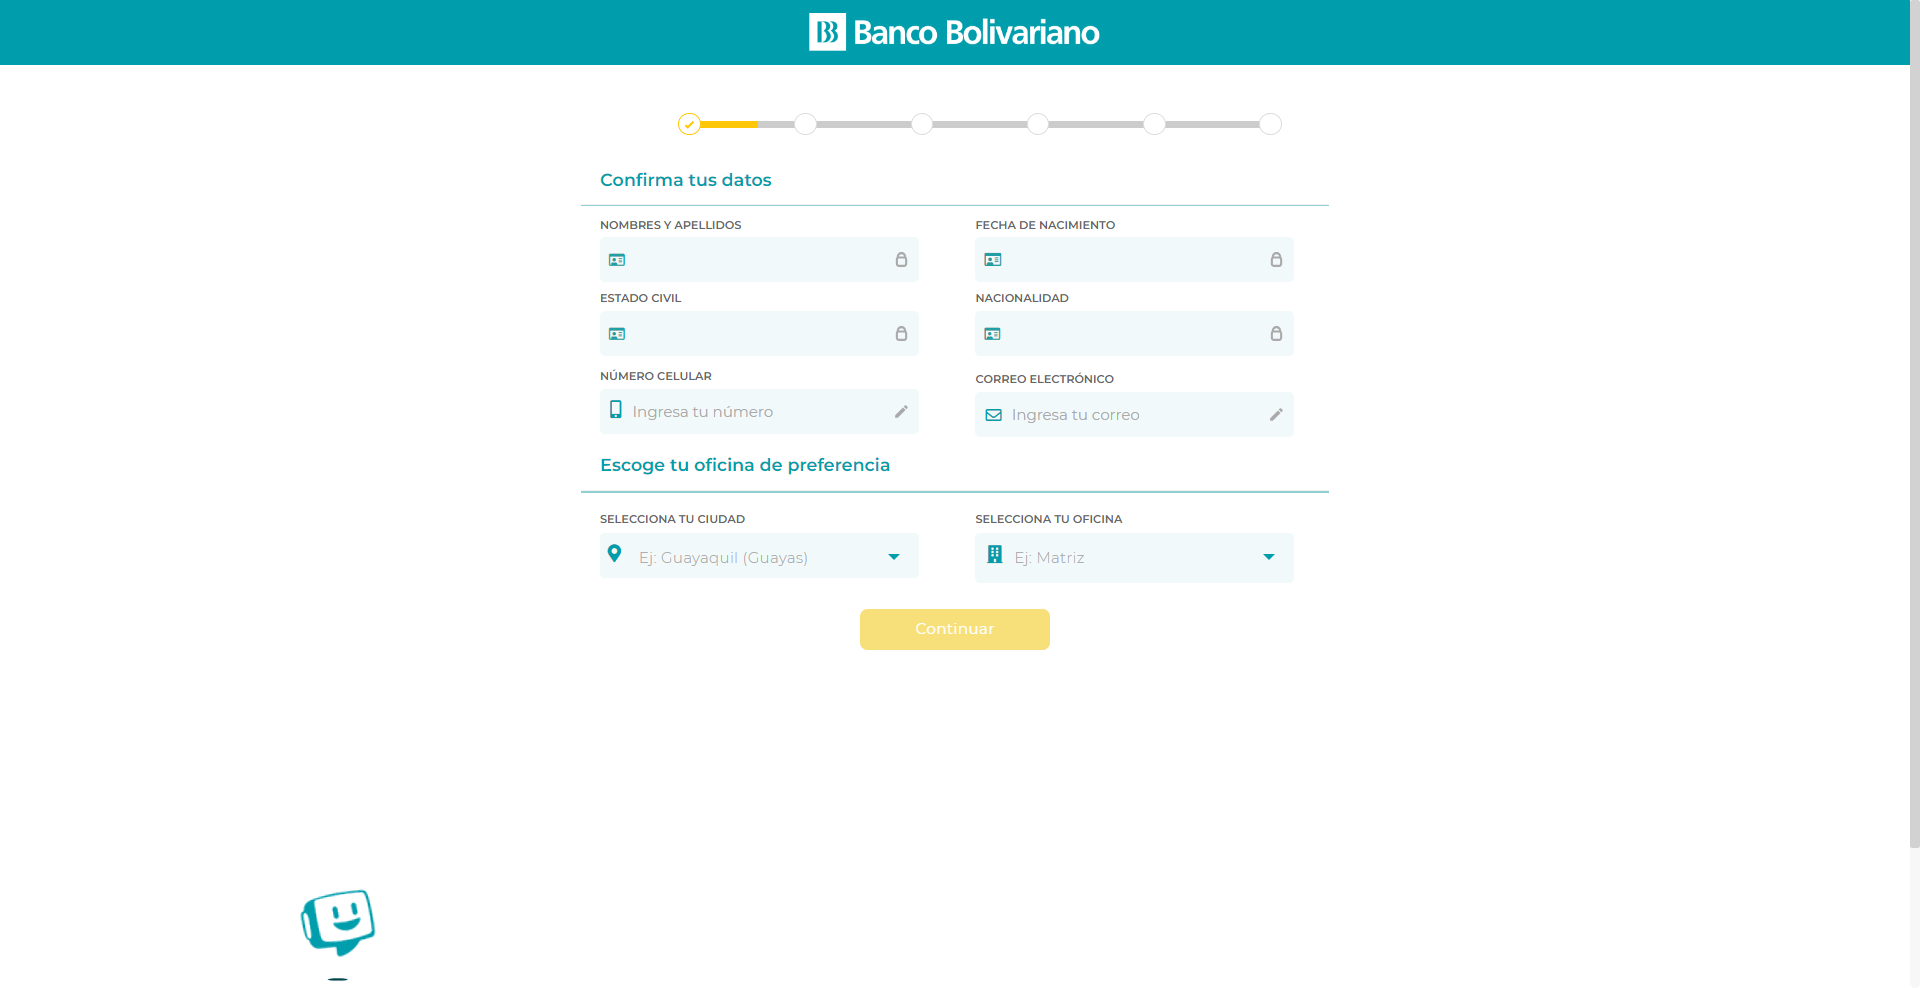 Banco Bolivariano
Confirma tus datos
NOMBRES Y APELLIDOS
FECHA DE NACIMIENTO
ESTADO CIVIL
NACIONALIDAD
NÚMERO CELULAR
CORREO ELECTRÓNICO
Ingresa tu número
Ingresa tu correo
Escoge tu oficina de preferencia
SELECCIONA TU CIUDAD
SELECCIONA TU OFICINA
Ej: Guayaquil (Guayas)
Ej: Matriz
Continuar